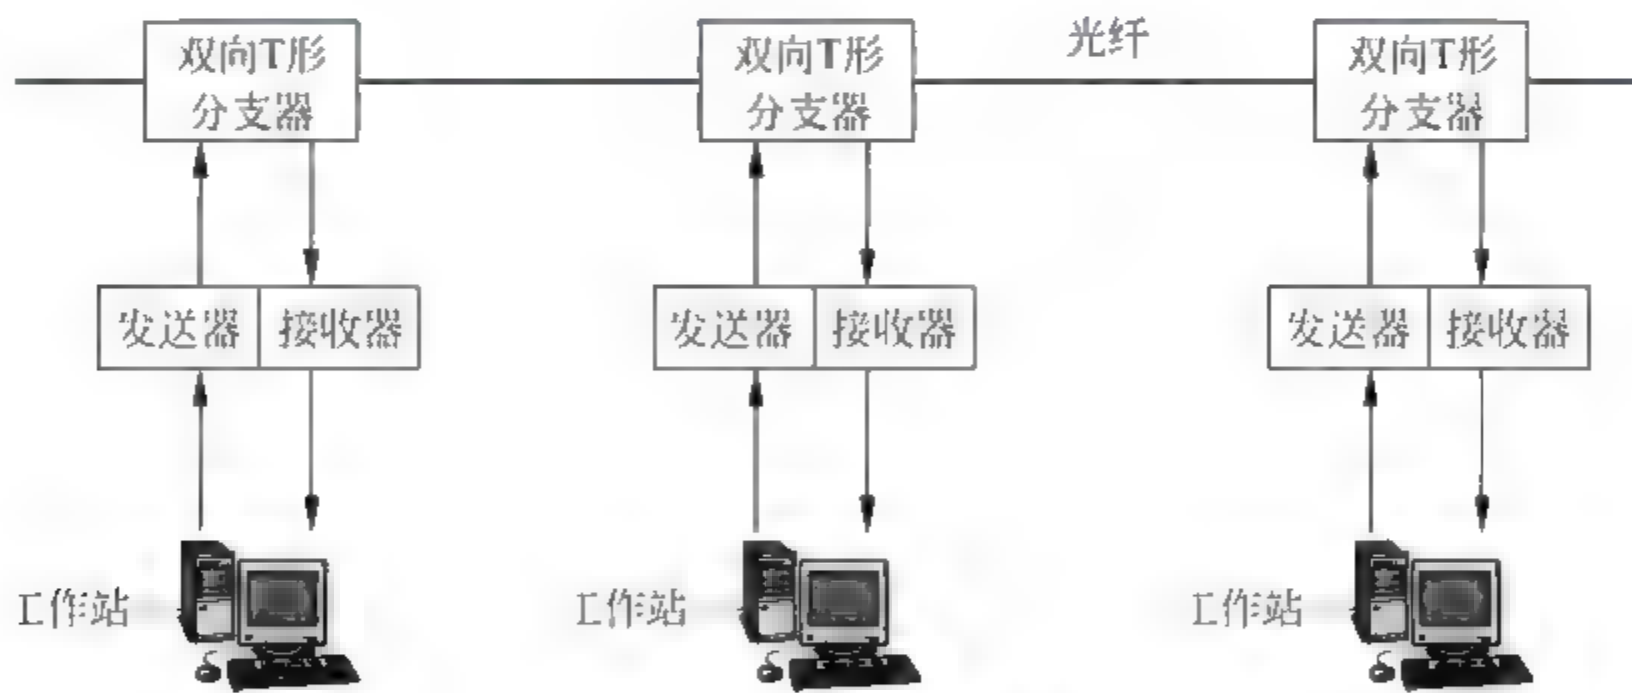 双向T形
分支器
双向T形
分支器
光纤
双向T形
分支器
发送器
接收器
发送器
接收器
发送器
接收器
工作站
工作站
工作站